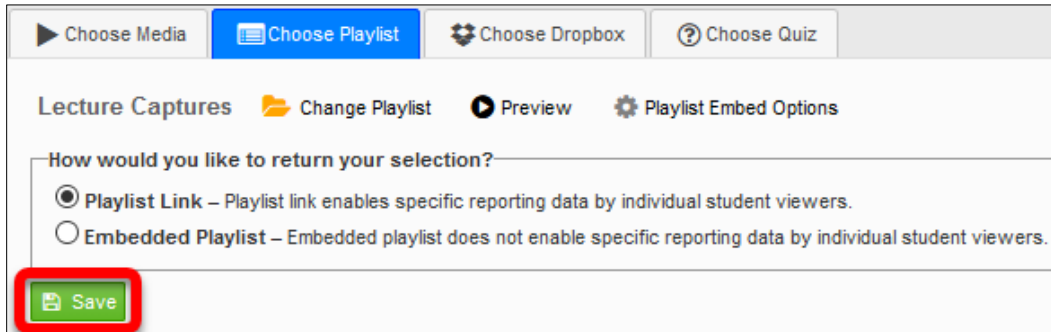 Choose Media Choose Playlist Choose Dropbox Choose Quiz
Lecture Captures Change Playlist Preview Playlist Embed Options
How would you like to return your selection?
Playlist Link – Playlist link enables specific reporting data by individual student viewers.
Embedded Playlist – Embedded playlist does not enable specific reporting data by individual student viewers.
Save